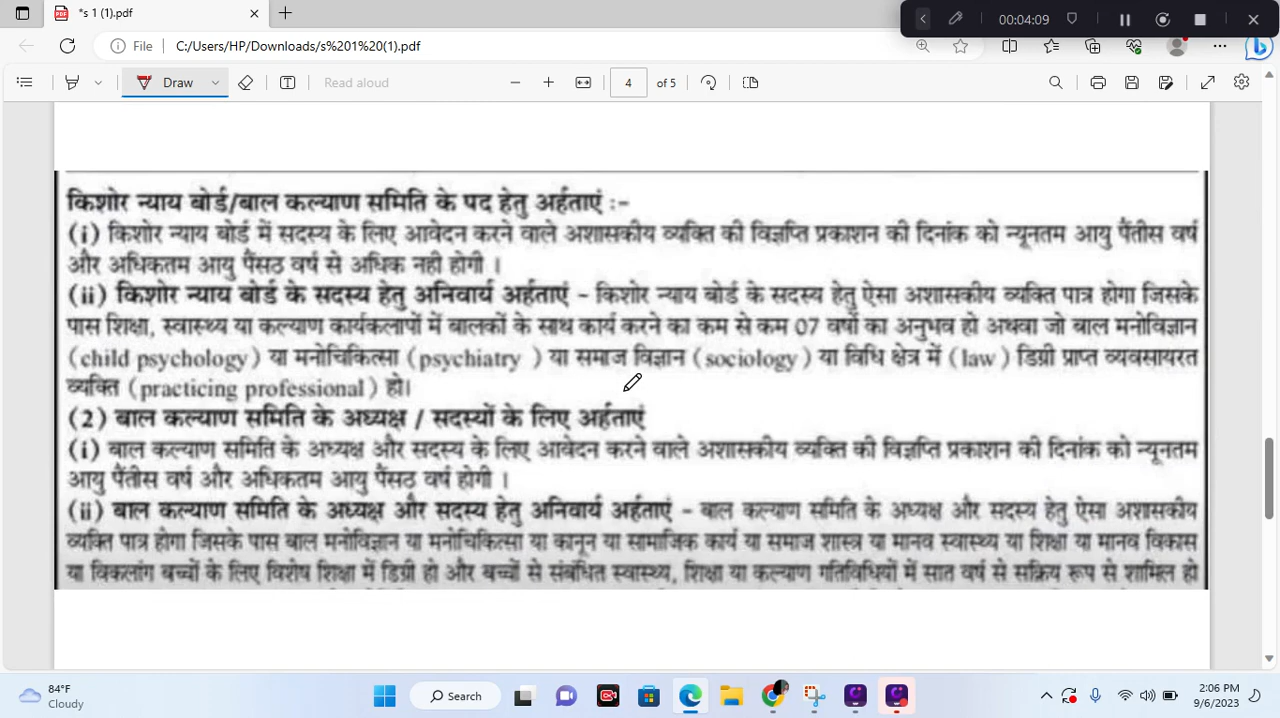 *s 1 (1).pdf
00:04:09
File C:/Users/HP/Downloads/s%201%20(1).pdf
Draw Read aloud 4 of 5
किशोर न्याय बोर्ड/बाल कल्याण समिति के पद हेतु अर्हताएं :-
(i) किशोर न्याय बोर्ड में सदस्य के लिए आवेदन करने वाले अशासकीय व्यक्ति की विज्ञप्ति प्रकाशन की दिनांक को न्यूनतम आयु पैंतीस वर्ष
और अधिकतम आयु पैंसठ वर्ष से अधिक नही होगी ।
(ii) किशोर न्याय बोर्ड के सदस्य हेतु अनिवार्य अर्हताएं - किशोर न्याय बोर्ड के सदस्य हेतु ऐसा अशासकीय व्यक्ति पात्र होगा जिसके
पास शिक्षा, स्वास्थ्य या कल्याण कार्यकलापों में बालकों के साथ कार्य करने का कम से कम 07 वर्षो का अनुभव हो अथवा जो बाल मनोविज्ञान
(child psychology) या मनोचिकित्सा (psychiatry ) या समाज विज्ञान (sociology) या विधि क्षेत्र में (law) डिग्री प्राप्त व्यवसायरत
व्यक्ति (practicing professional) हो।
(2) बाल कल्याण समिति के अध्यक्ष / सदस्यों के लिए अर्हताएं
(i) बाल कल्याण समिति के अध्यक्ष और सदस्य के लिए आवेदन करने वाले अशासकीय व्यक्ति की विज्ञप्ति प्रकाशन की दिनांक को न्यूनतम
आयु पैंतीस वर्ष और अधिकतम आयु पैंसठ वर्ष होगी ।
(ii) बाल कल्याण समिति के अध्यक्ष और सदस्य हेतु अनिवार्य अर्हताएं - बाल कल्याण समिति के अध्यक्ष और सदस्य हेतु ऐसा अशासकीय
व्यक्ति पात्र होगा जिसके पास बाल मनोविज्ञान या मनोचिकित्सा या कानून या सामाजिक कार्य या समाज शास्त्र या मानव स्वास्थ्य या शिक्षा या मानव विकास
या विकलांग बच्चों के लिए विशेष शिक्षा में डिग्री हो और बच्चों से संबंधित स्वास्थ्य, शिक्षा या कल्याण गतिविधियों में सात वर्ष से सक्रिय रूप से शामिल हो
84°F
Cloudy
Search
2:06 PM
9/6/2023